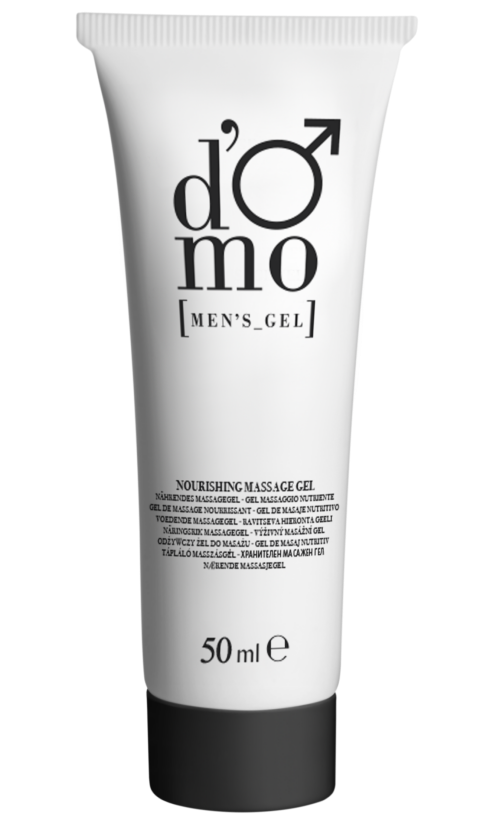 d'♂
mo
[MEN'S_GEL]
NOURISHING MASSAGE GEL
NÄHRENDES MASSAGEGEL - GEL MASSAGGIO NUTRIENTE
GEL DE MASSAGE NOURRISSANT - GEL DE MASAJE NUTRITIVO
VOEDENDE MASSAGEGEL - RAVITSEVA HIERONTA GEELI
NÄRINGSRIK MASSAGEGEL - VÝŽIVNÝ MASÁŽNÍ GEL
ODŻYWCZY ŻEL DO MASAŻU - GEL DE MASAJ NUTRITIV
TÁPLÁLÓ MASSZÁSGÉL - ХРАНИТЕЛЕН МАСАЖЕН ГЕЛ
NÆRENDE MASSASJEGEL
50 ml ℮